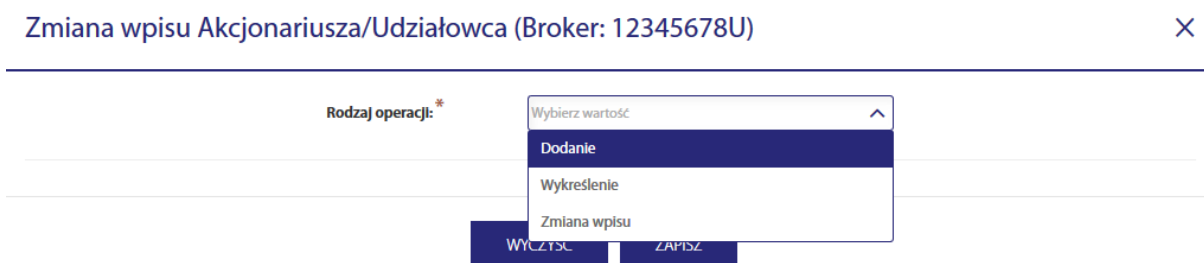 Zmiana wpisu Akcjonariusza/Udziałowca (Broker: 12345678U)
Rodzaj operacji:* Wybierz wartość
Dodanie
Wykreślenie
Zmiana wpisu
WYCZYŚĆ ZAPISZ